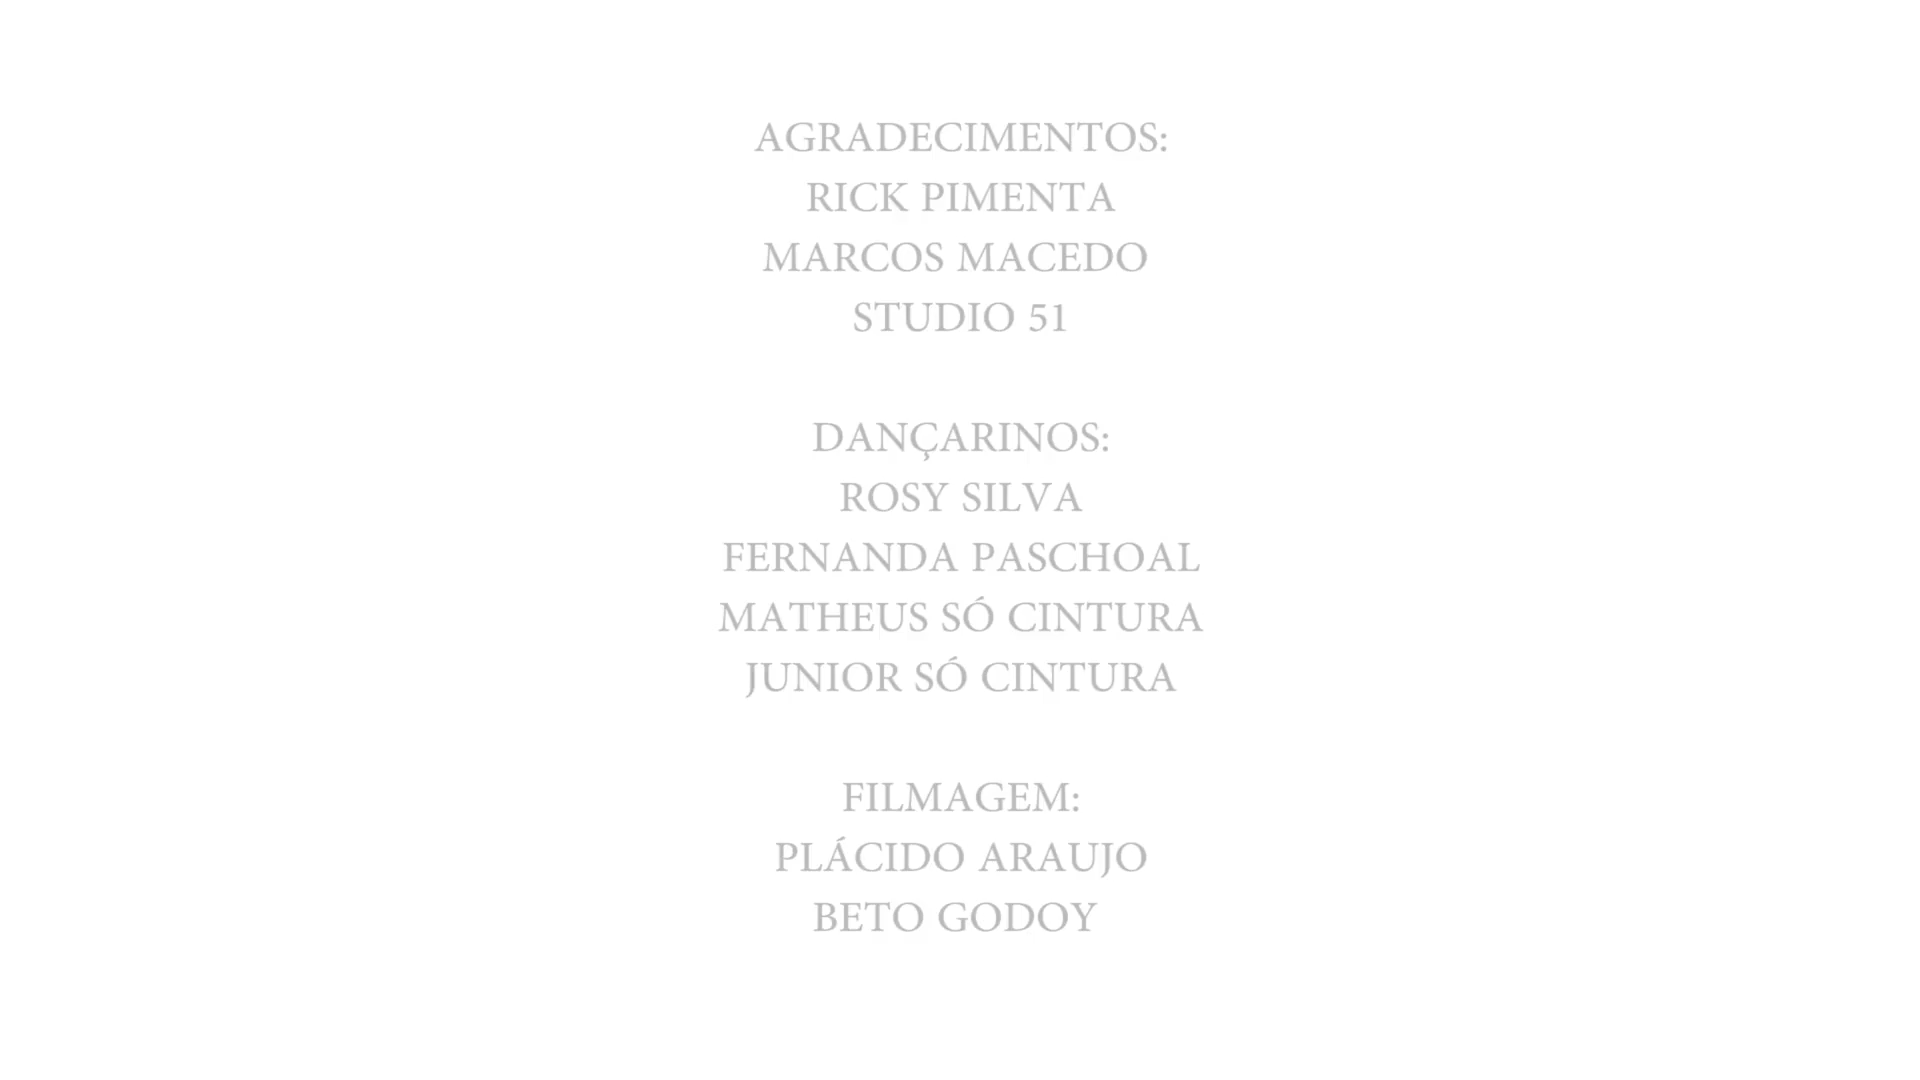 AGRADECIMENTOS:
RICK PIMENTA
MARCOS MACEDO
STUDIO 51
DANÇARINOS:
ROSY SILVA
FERNANDA PASCHOAL
MATHEUS SÓ CINTURA
JUNIOR SÓ CINTURA
FILMAGEM:
PLÁCIDO ARAUJO
BETO GODOY